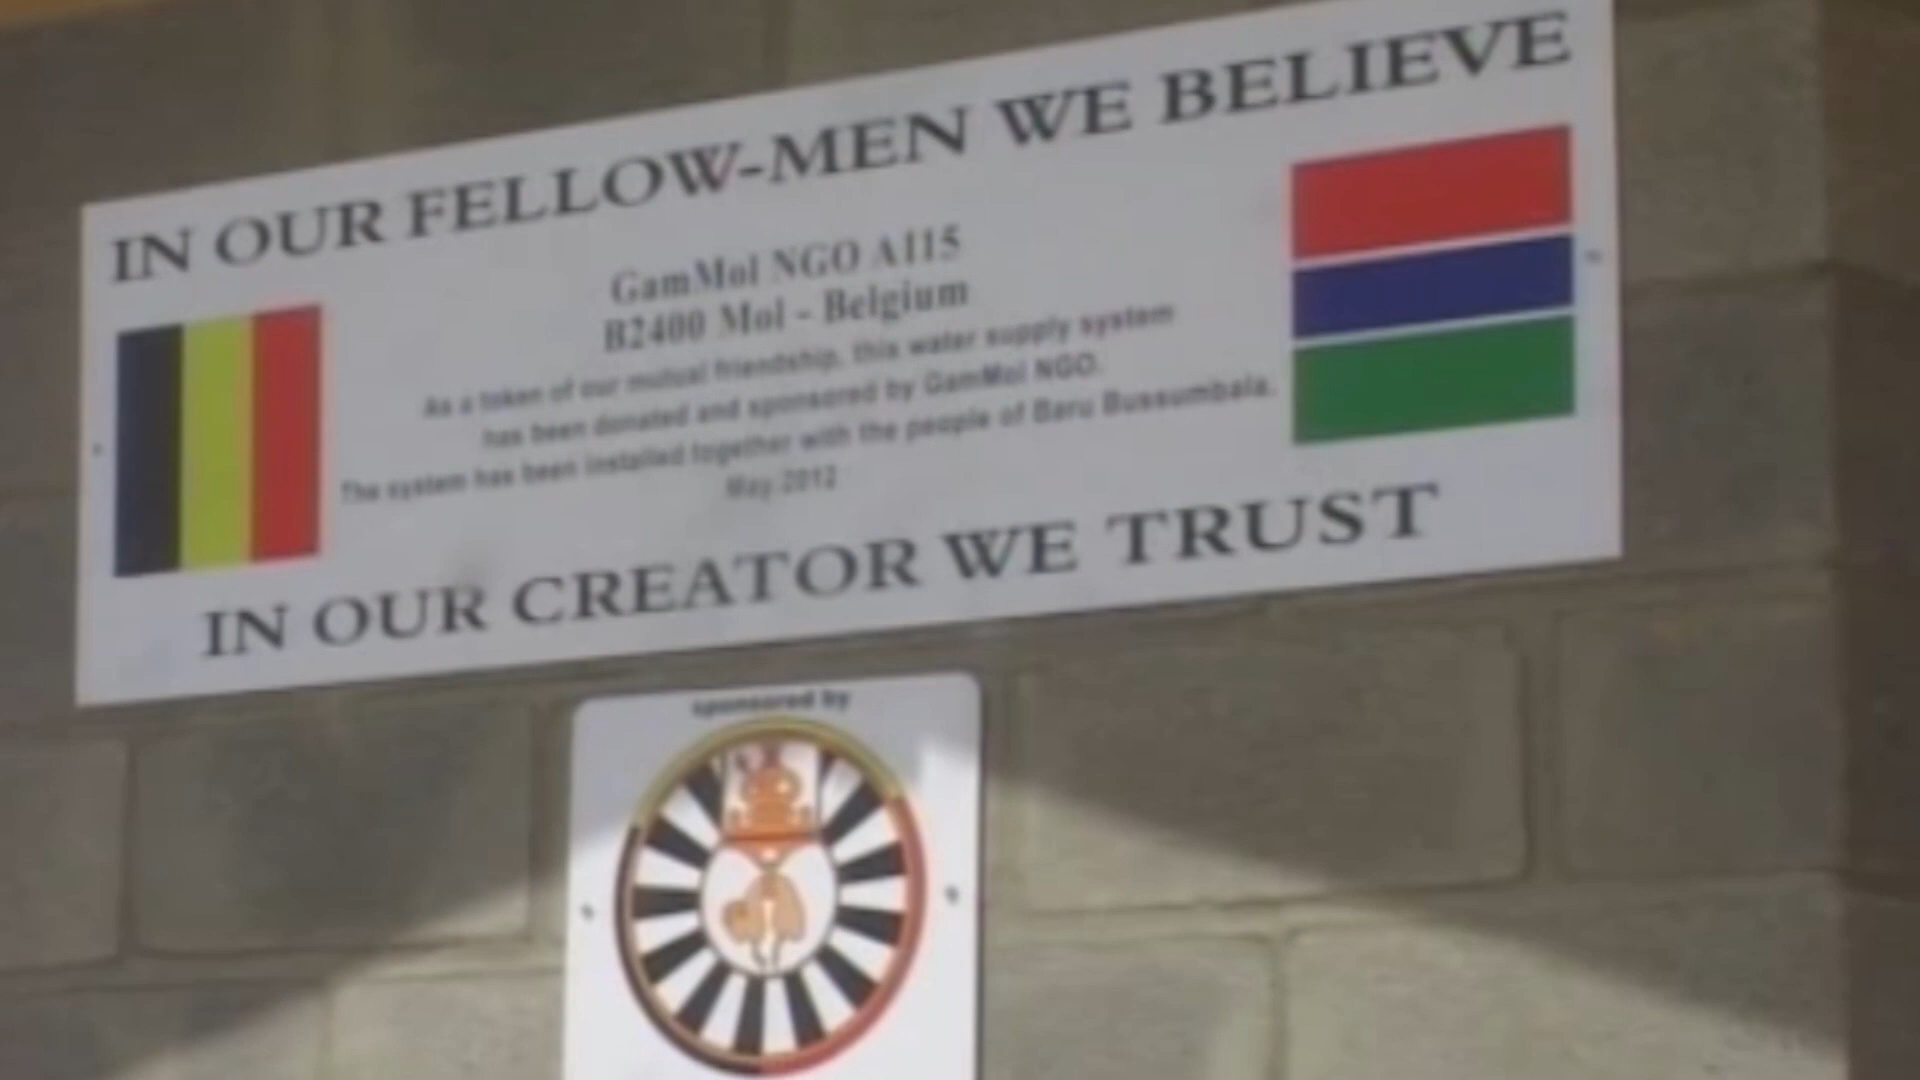 IN OUR FELLOW-MEN WE BELIEVE
GamMol NGO A115
B2400 Mol - Belgium
As a token of our mutual friendship, this water supply system
has been donated and sponsored by GamMol NGO.
The system has been installed together with the people of Baru Bussumbala.
May 2012
IN OUR CREATOR WE TRUST
sponsored by